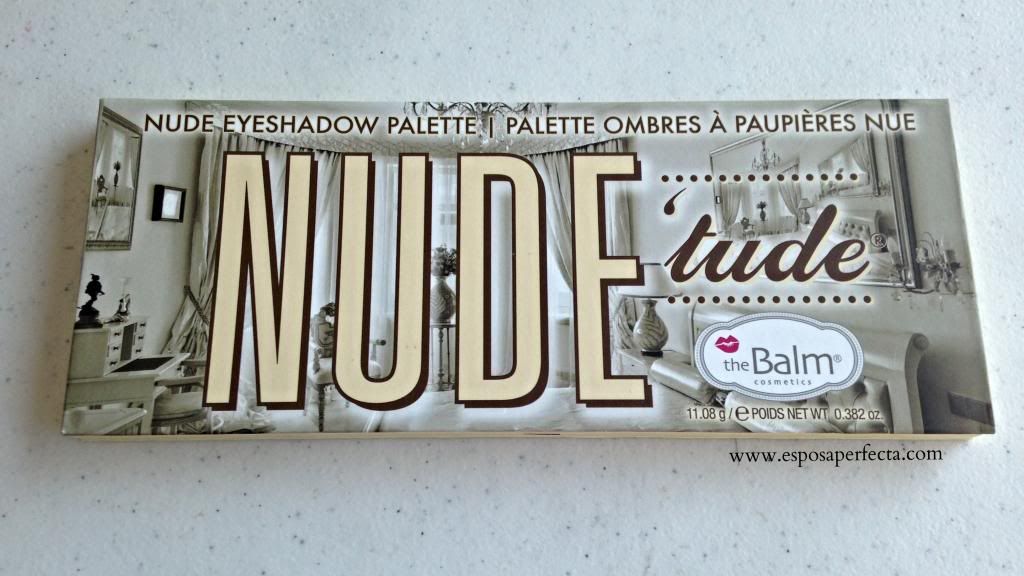 NUDE EYESHADOW PALETTE | PALETTE OMBRES À PAUPIÈRES NUE
NUDE
'tude®
the Balm®
cosmetics
11.08 g / ℮ POIDS NET WT. 0.382 oz.
www.esposaperfecta.com